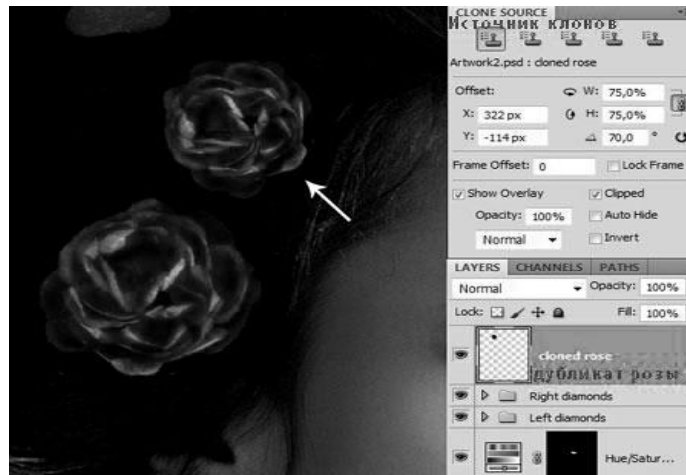 CLONE SOURCE
Источник клонов
Artwork2.psd : cloned rose
Offset: W: 75,0%
X: 322 px H: 75,0%
Y: -114 px 70,0 °
Frame Offset: 0 Lock Frame
Show Overlay Clipped
Opacity: 100% Auto Hide
Normal Invert
LAYERS CHANNELS PATHS
Normal Opacity: 100%
Lock: Fill: 100%
cloned rose
дубликат розы
Right diamonds
Left diamonds
Hue/Satur...